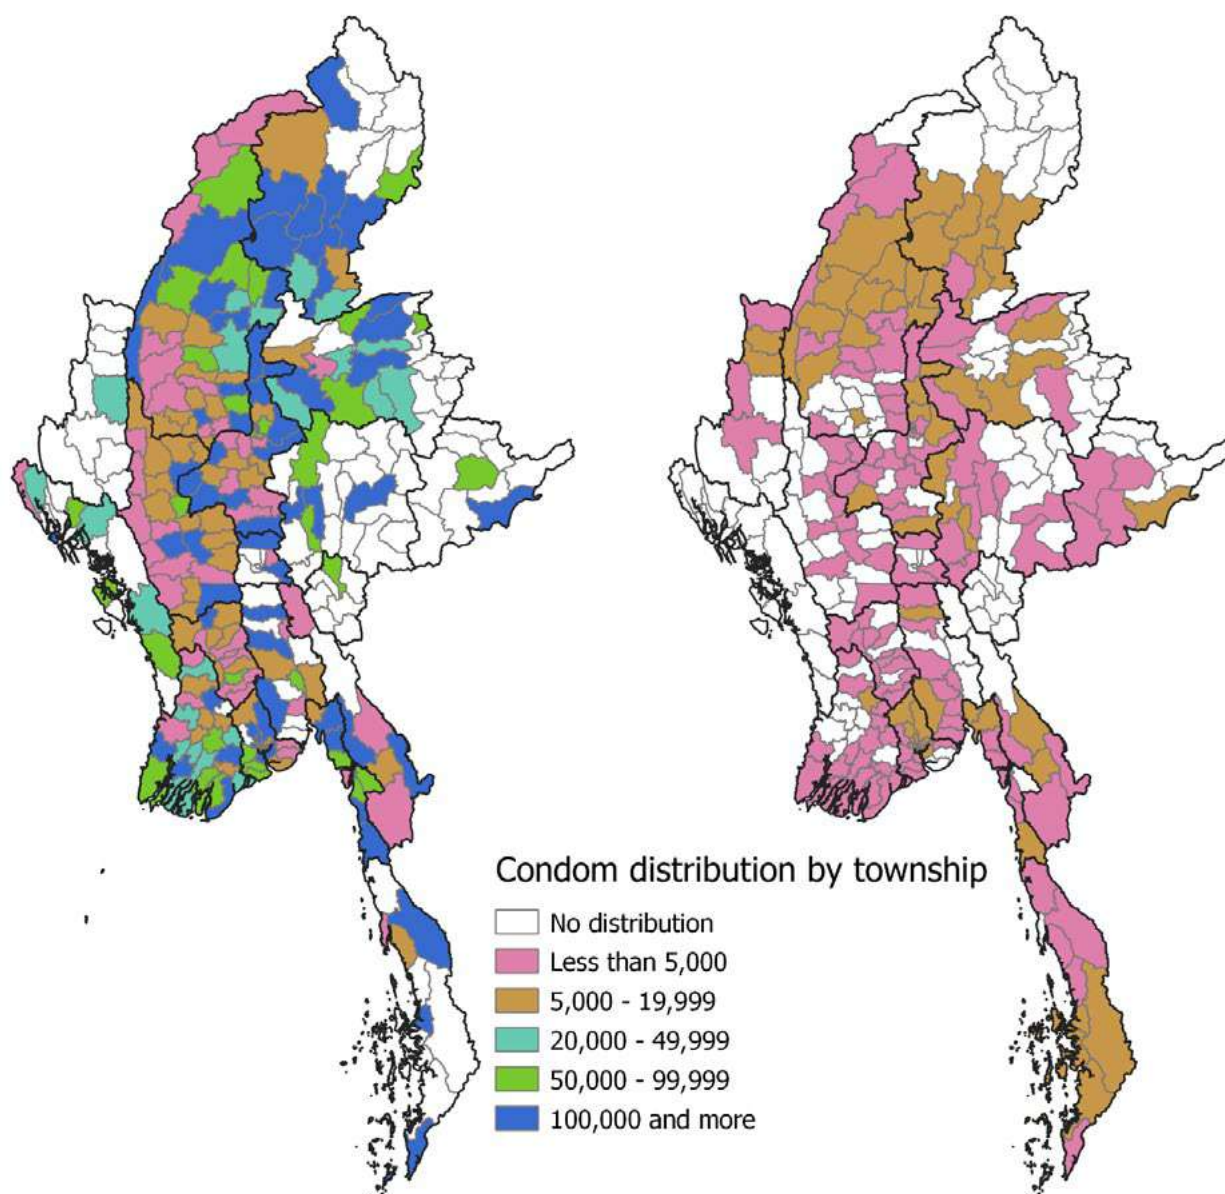 Condom distribution by township
No distribution
Less than 5,000
5,000 - 19,999
20,000 - 49,999
50,000 - 99,999
100,000 and more